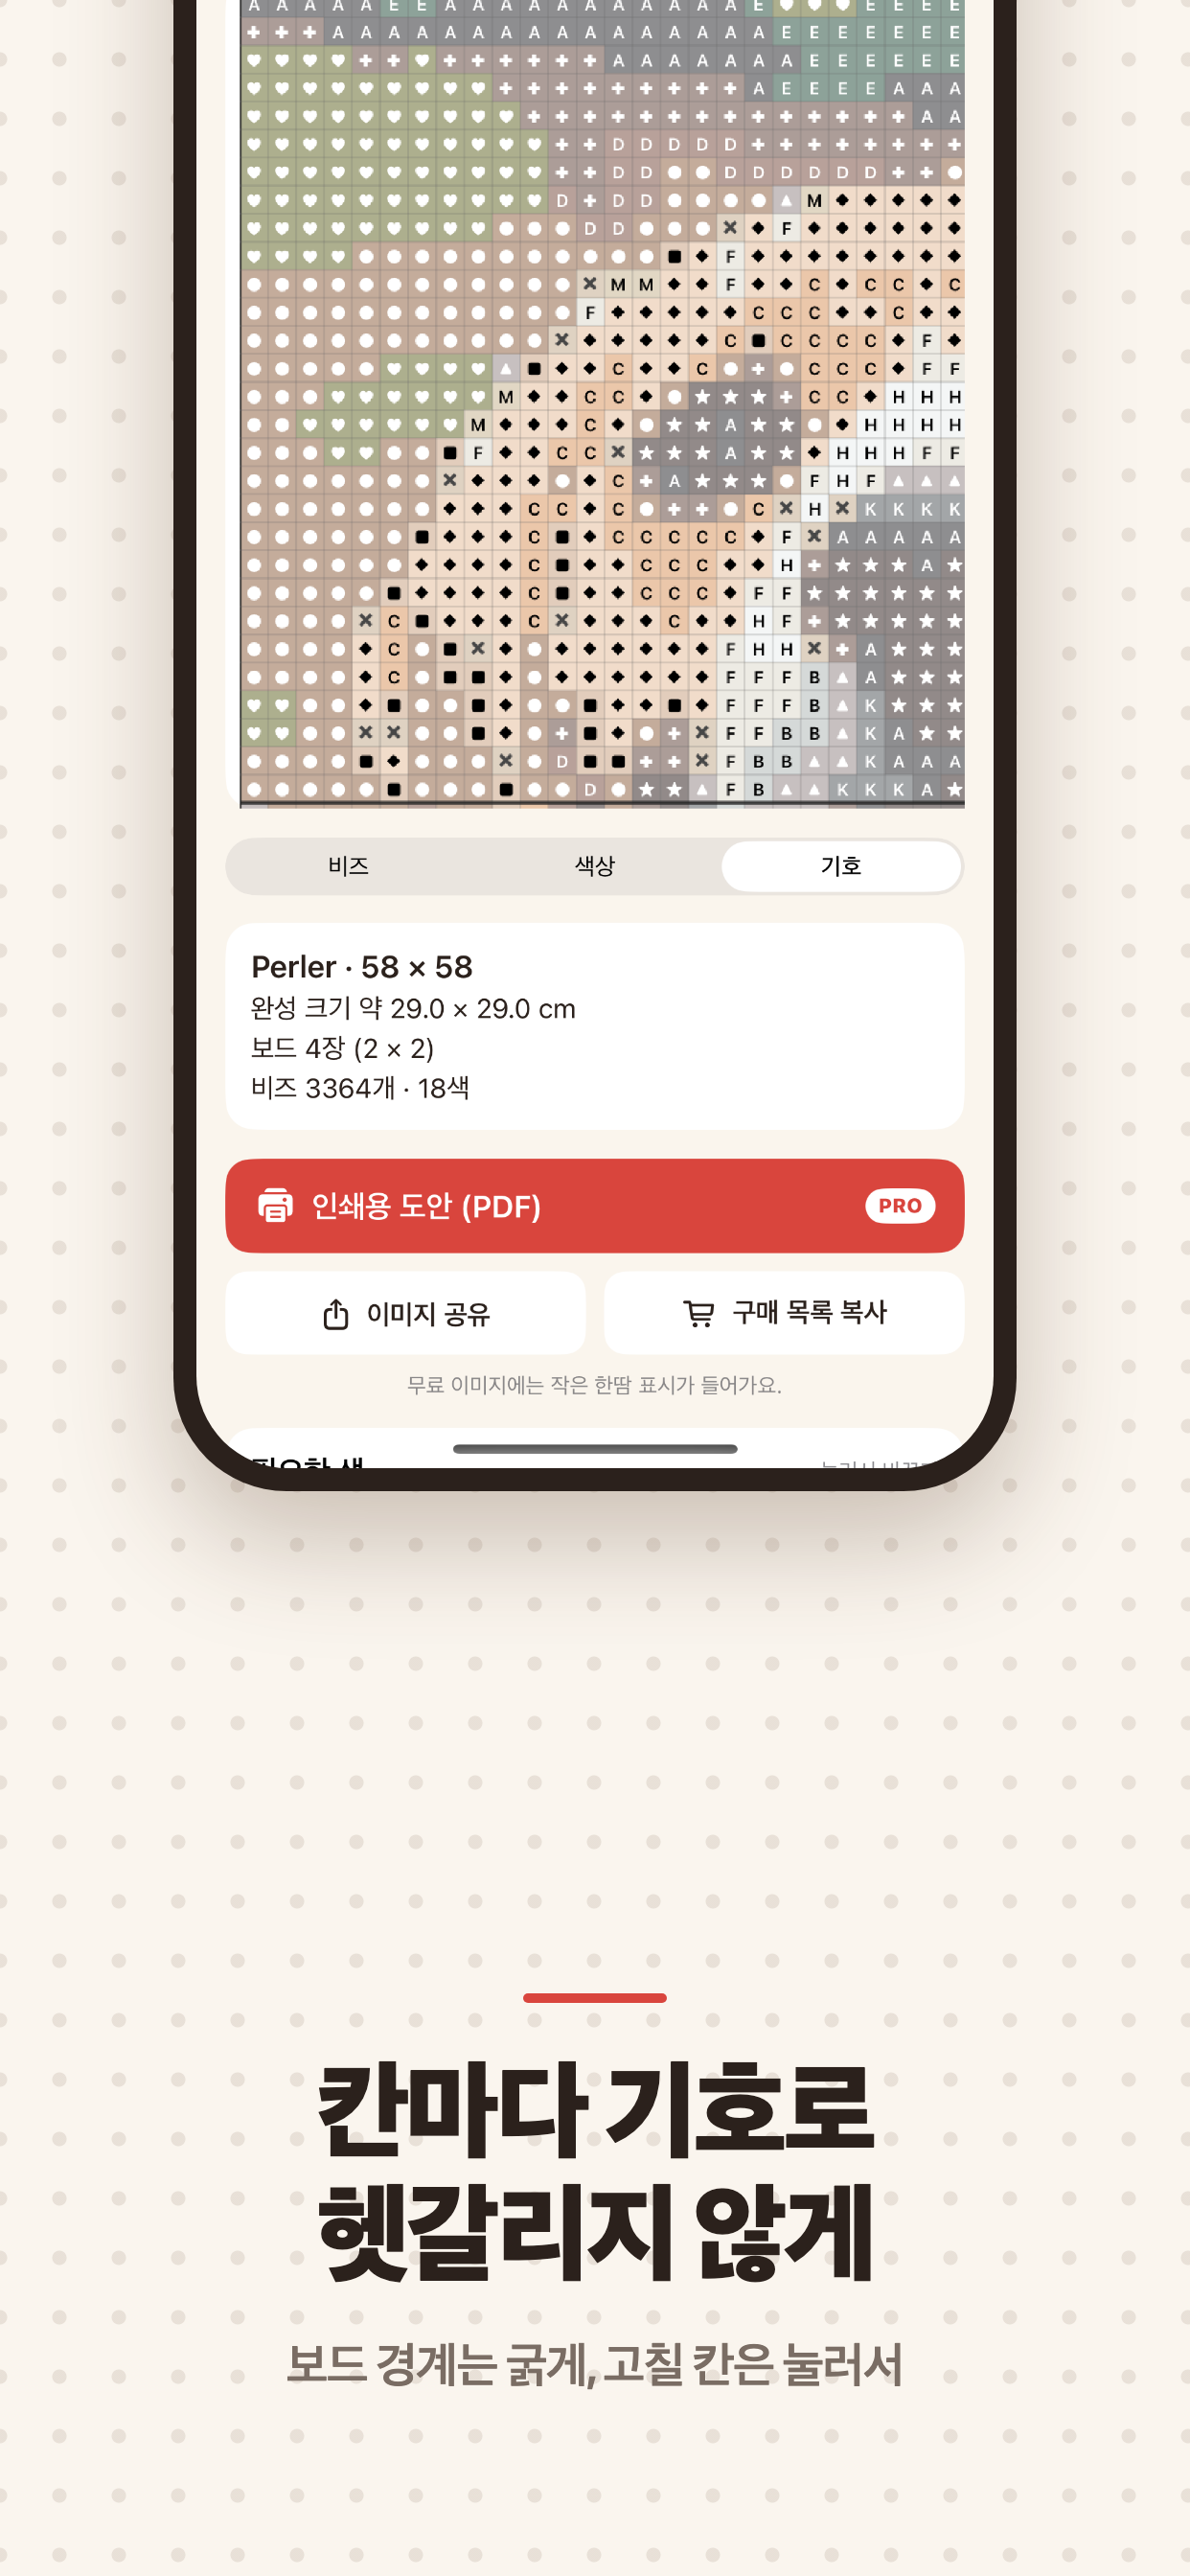 A A A A A E E A A A A A A A A A A A E E E E E
A A A A A A A A A A A A A A A A E E E E E E E
A A A A A A A E E E E E E
A E E E E A A A
A A
D D D D D
D D D D D D D D
D D D M
D D F
F
M M F C C C C
F C C C C
C C C C C F
C C C C C F F
M C C C C H H H
M C A H H H H
F C C A H H H F F
C A F H F
C C C C H K K K K
C C C C C C F A A A A A
C C C C H A
C C C C F F
C C C H F
C F H H A
C F F F B A
F F F B K
F F B B K A
D F B B K A A A
D F B K K K A
비즈 색상 기호
Perler · 58 × 58
완성 크기 약 29.0 × 29.0 cm
보드 4장 (2 × 2)
비즈 3364개 · 18색
인쇄용 도안 (PDF) PRO
이미지 공유 구매 목록 복사
무료 이미지에는 작은 한땀 표시가 들어가요.
칸마다 기호로
헷갈리지 않게
보드 경계는 굵게, 고칠 칸은 눌러서